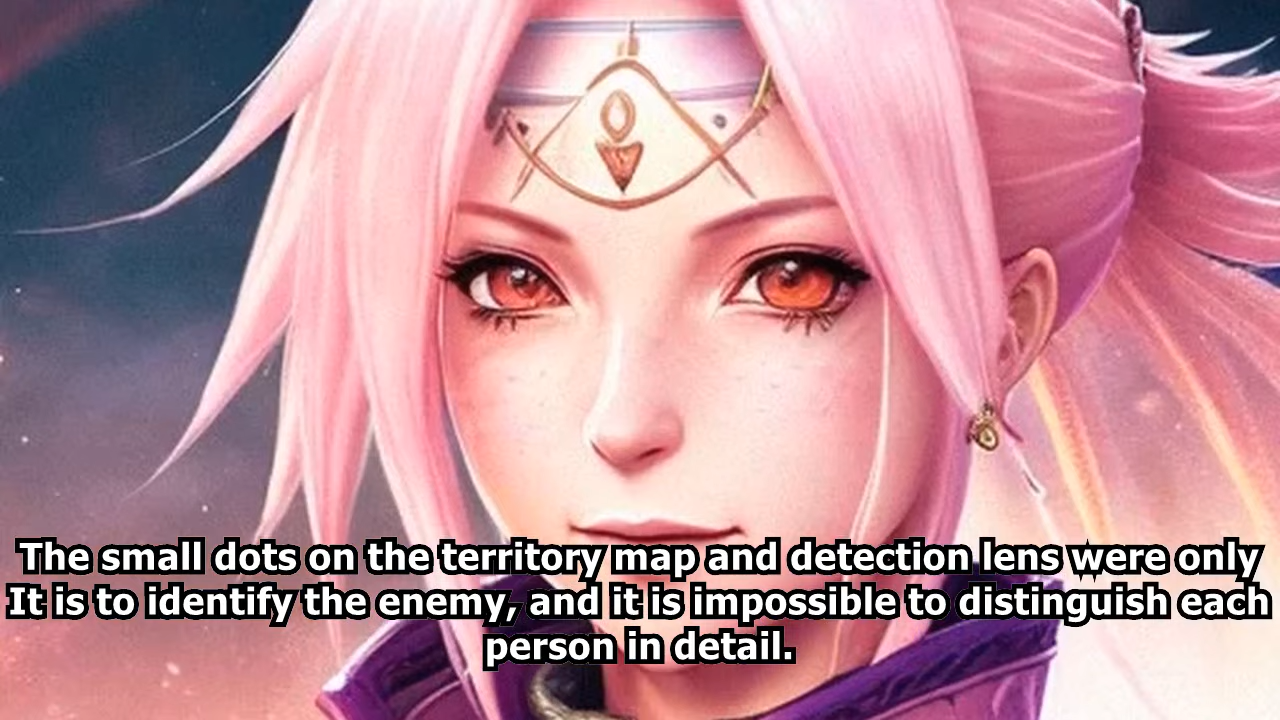 The small dots on the territory map and detection lens were only
It is to identify the enemy, and it is impossible to distinguish each
person in detail.